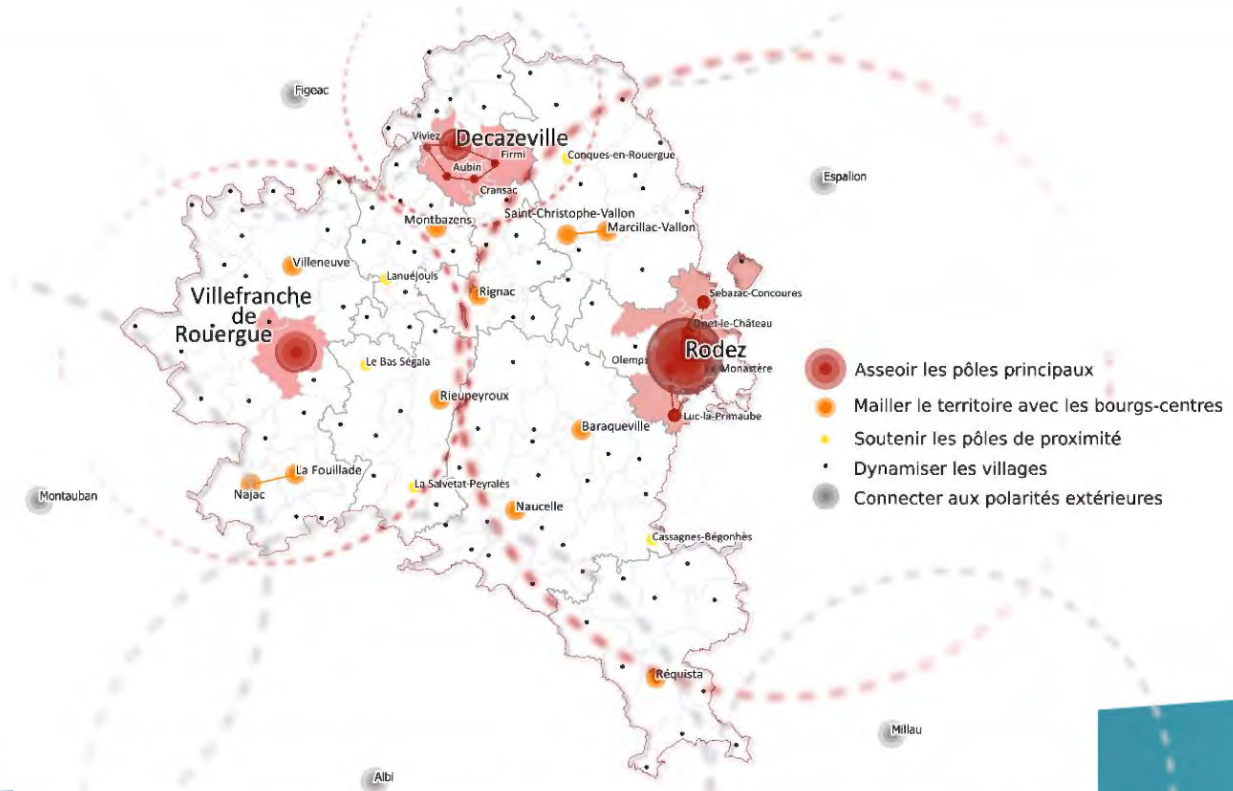 Figeac
Viviez
Decazeville
Firmi
Aubin
Cransac
Conques-en-Rouergue
Espalion
Montbazens
Saint-Christophe-Vallon
Marcillac-Vallon
Villeneuve
Lanuéjouls
Rignac
Sebazac-Concoures
Villefranche
de
Rouergue
Onet-le-Château
Rodez
Olemps
Monastère
Le Bas Ségala
Rieupeyroux
Luc-la-Primaube
Baraqueville
La Fouillade
Najac
La Salvetat-Peyralès
Naucelle
Montauban
Cassagnes-Bégonhès
Réquista
Millau
Albi
Asseoir les pôles principaux
Mailler le territoire avec les bourgs-centres
Soutenir les pôles de proximité
Dynamiser les villages
Connecter aux polarités extérieures